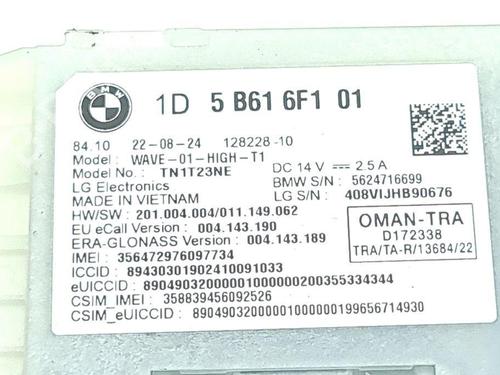 BMW
1D 5 B61 6F1 01
84.10 22-08-24 128228-10
Model : WAVE-01-HIGH-T1
Model No. : TN1T23NE DC 14 V ⎓ 2.5 A
LG Electronics BMW S/N : 5624716699
MADE IN VIETNAM LG S/N : 408VIJHB90676
HW/SW : 201.004.004/011.149.062
EU eCall Version : 004.143.190
ERA-GLONASS Version : 004.143.189
OMAN-TRA
D172338
TRA/TA-R/13684/22
IMEI : 356472976097734
ICCID : 89430301902410091033
eUICCID : 89049032000001000000200355334344
CSIM_IMEI : 358839456092526
CSIM_eUICCID : 89049032000001000000199656714930